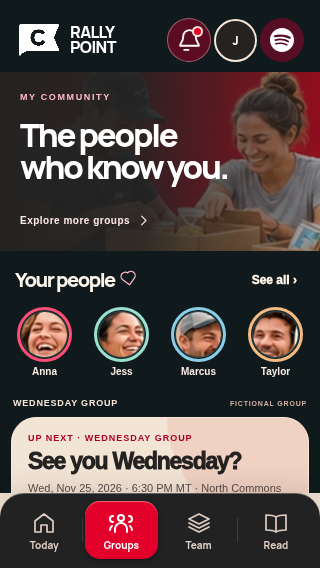 RALLY
POINT
C
J
MY COMMUNITY
The people
who know you.
Explore more groups
Your people
See all ›
Anna
Jess
Marcus
Taylor
WEDNESDAY GROUP
FICTIONAL GROUP
UP NEXT · WEDNESDAY GROUP
See you Wednesday?
Wed, Nov 25, 2026 · 6:30 PM MT · North Commons
Today
Groups
Team
Read